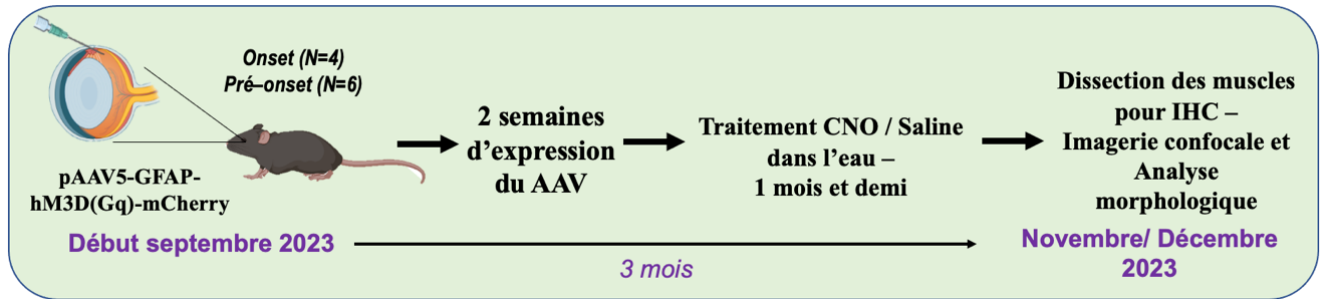 Onset (N=4)
Pré–onset (N=6)
pAAV5-GFAP-
hM3D(Gq)-mCherry
2 semaines
d’expression
du AAV
Traitement CNO / Saline
dans l’eau –
1 mois et demi
Dissection des muscles
pour IHC –
Imagerie confocale et
Analyse
morphologique
Début septembre 2023
3 mois
Novembre/ Décembre
2023